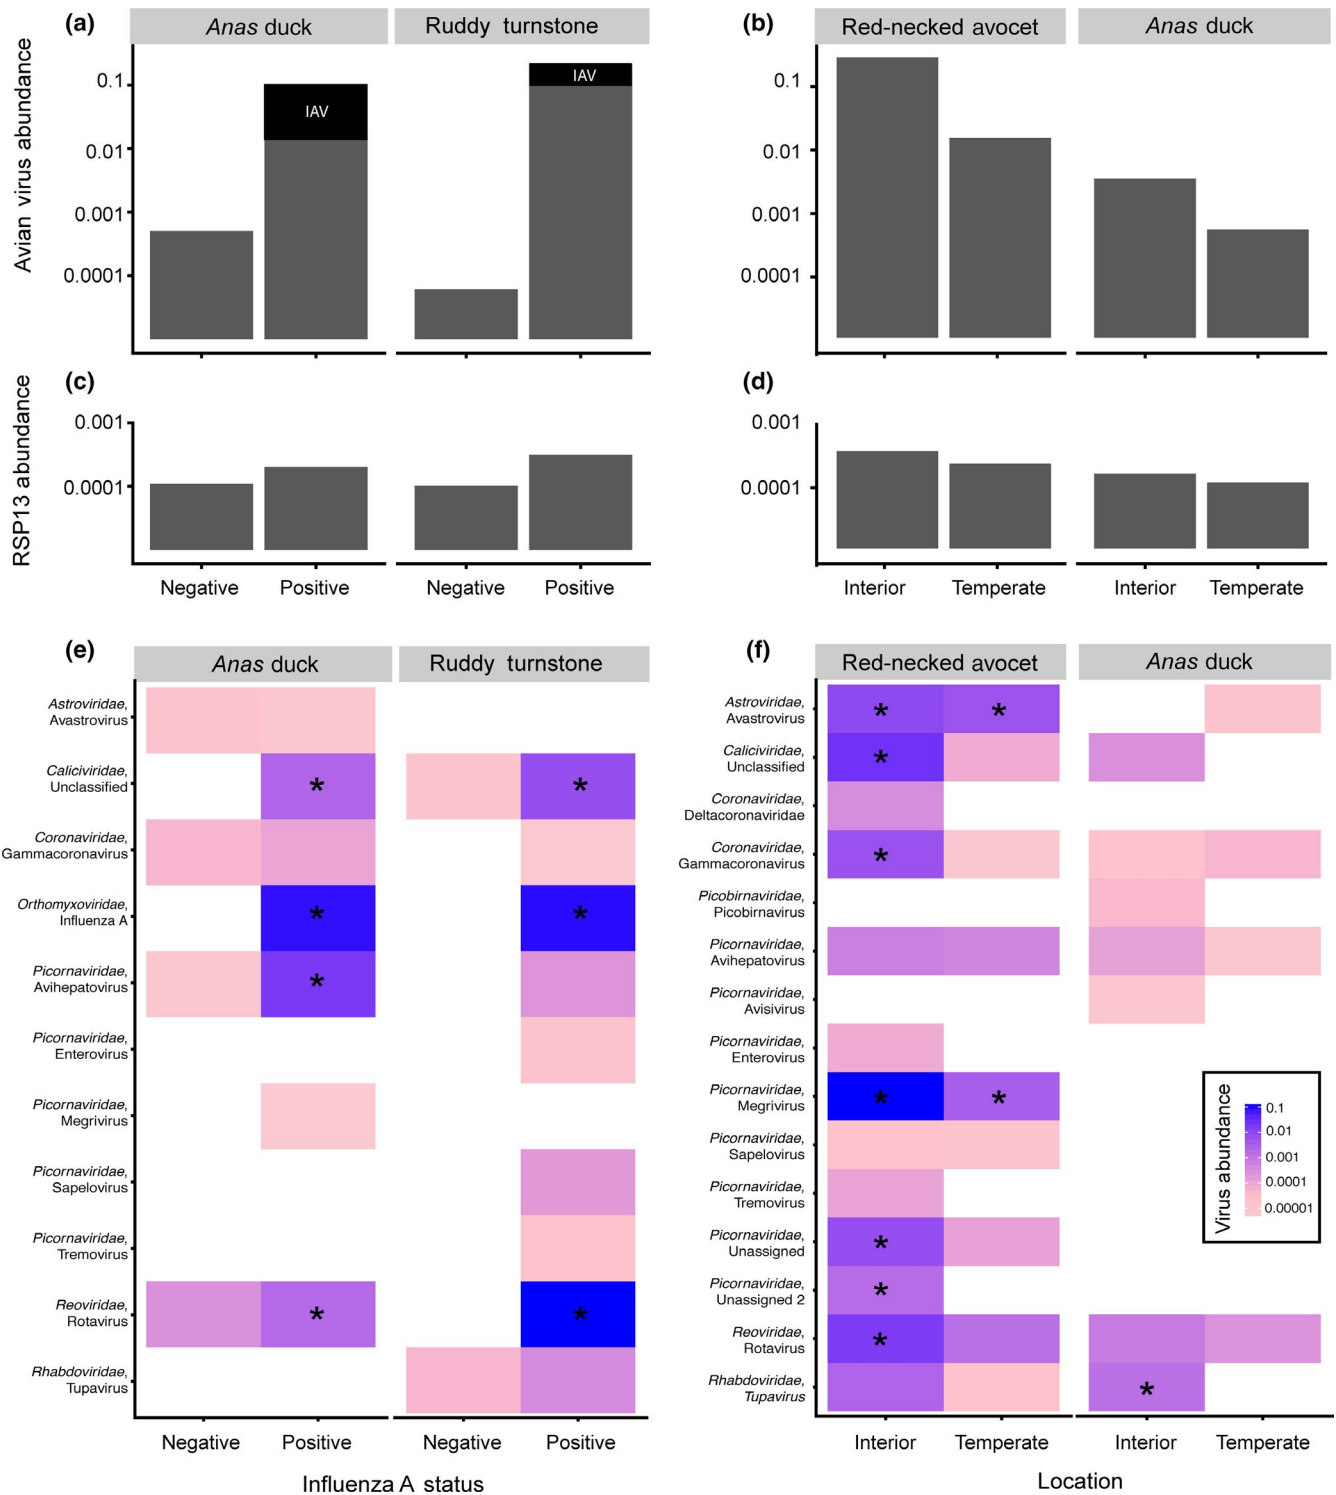 (a)
Anas duck
Ruddy turnstone
Avian virus abundance
0.1
0.01
0.001
0.0001
IAV
IAV
(b)
Red-necked avocet
Anas duck
0.1
0.01
0.001
0.0001
(c)
RSP13 abundance
0.001
0.0001
Negative
Positive
Negative
Positive
(d)
0.001
0.0001
Interior
Temperate
Interior
Temperate
(e)
Anas duck
Ruddy turnstone
Astroviridae,
Avastrovirus
Caliciviridae,
Unclassified
*
*
Coronaviridae,
Gammacoronavirus
Orthomyxoviridae,
Influenza A
*
*
Picornaviridae,
Avihepatovirus
*
Picornaviridae,
Enterovirus
Picornaviridae,
Megrivirus
Picornaviridae,
Sapelovirus
Picornaviridae,
Tremovirus
Reoviridae,
Rotavirus
*
*
Rhabdoviridae,
Tupavirus
Negative
Positive
Negative
Positive
Influenza A status
(f)
Red-necked avocet
Anas duck
Astroviridae,
Avastrovirus
*
*
Caliciviridae,
Unclassified
*
Coronaviridae,
Deltacoronaviridae
Coronaviridae,
Gammacoronavirus
*
Picobirnaviridae,
Picobirnavirus
Picornaviridae,
Avihepatovirus
Picornaviridae,
Avisivirus
Picornaviridae,
Enterovirus
Picornaviridae,
Megrivirus
*
*
Picornaviridae,
Sapelovirus
Picornaviridae,
Tremovirus
Picornaviridae,
Unassigned
*
Picornaviridae,
Unassigned 2
*
Reoviridae,
Rotavirus
*
Rhabdoviridae,
Tupavirus
*
Virus abundance
0.1
0.01
0.001
0.0001
0.00001
Interior
Temperate
Interior
Temperate
Location